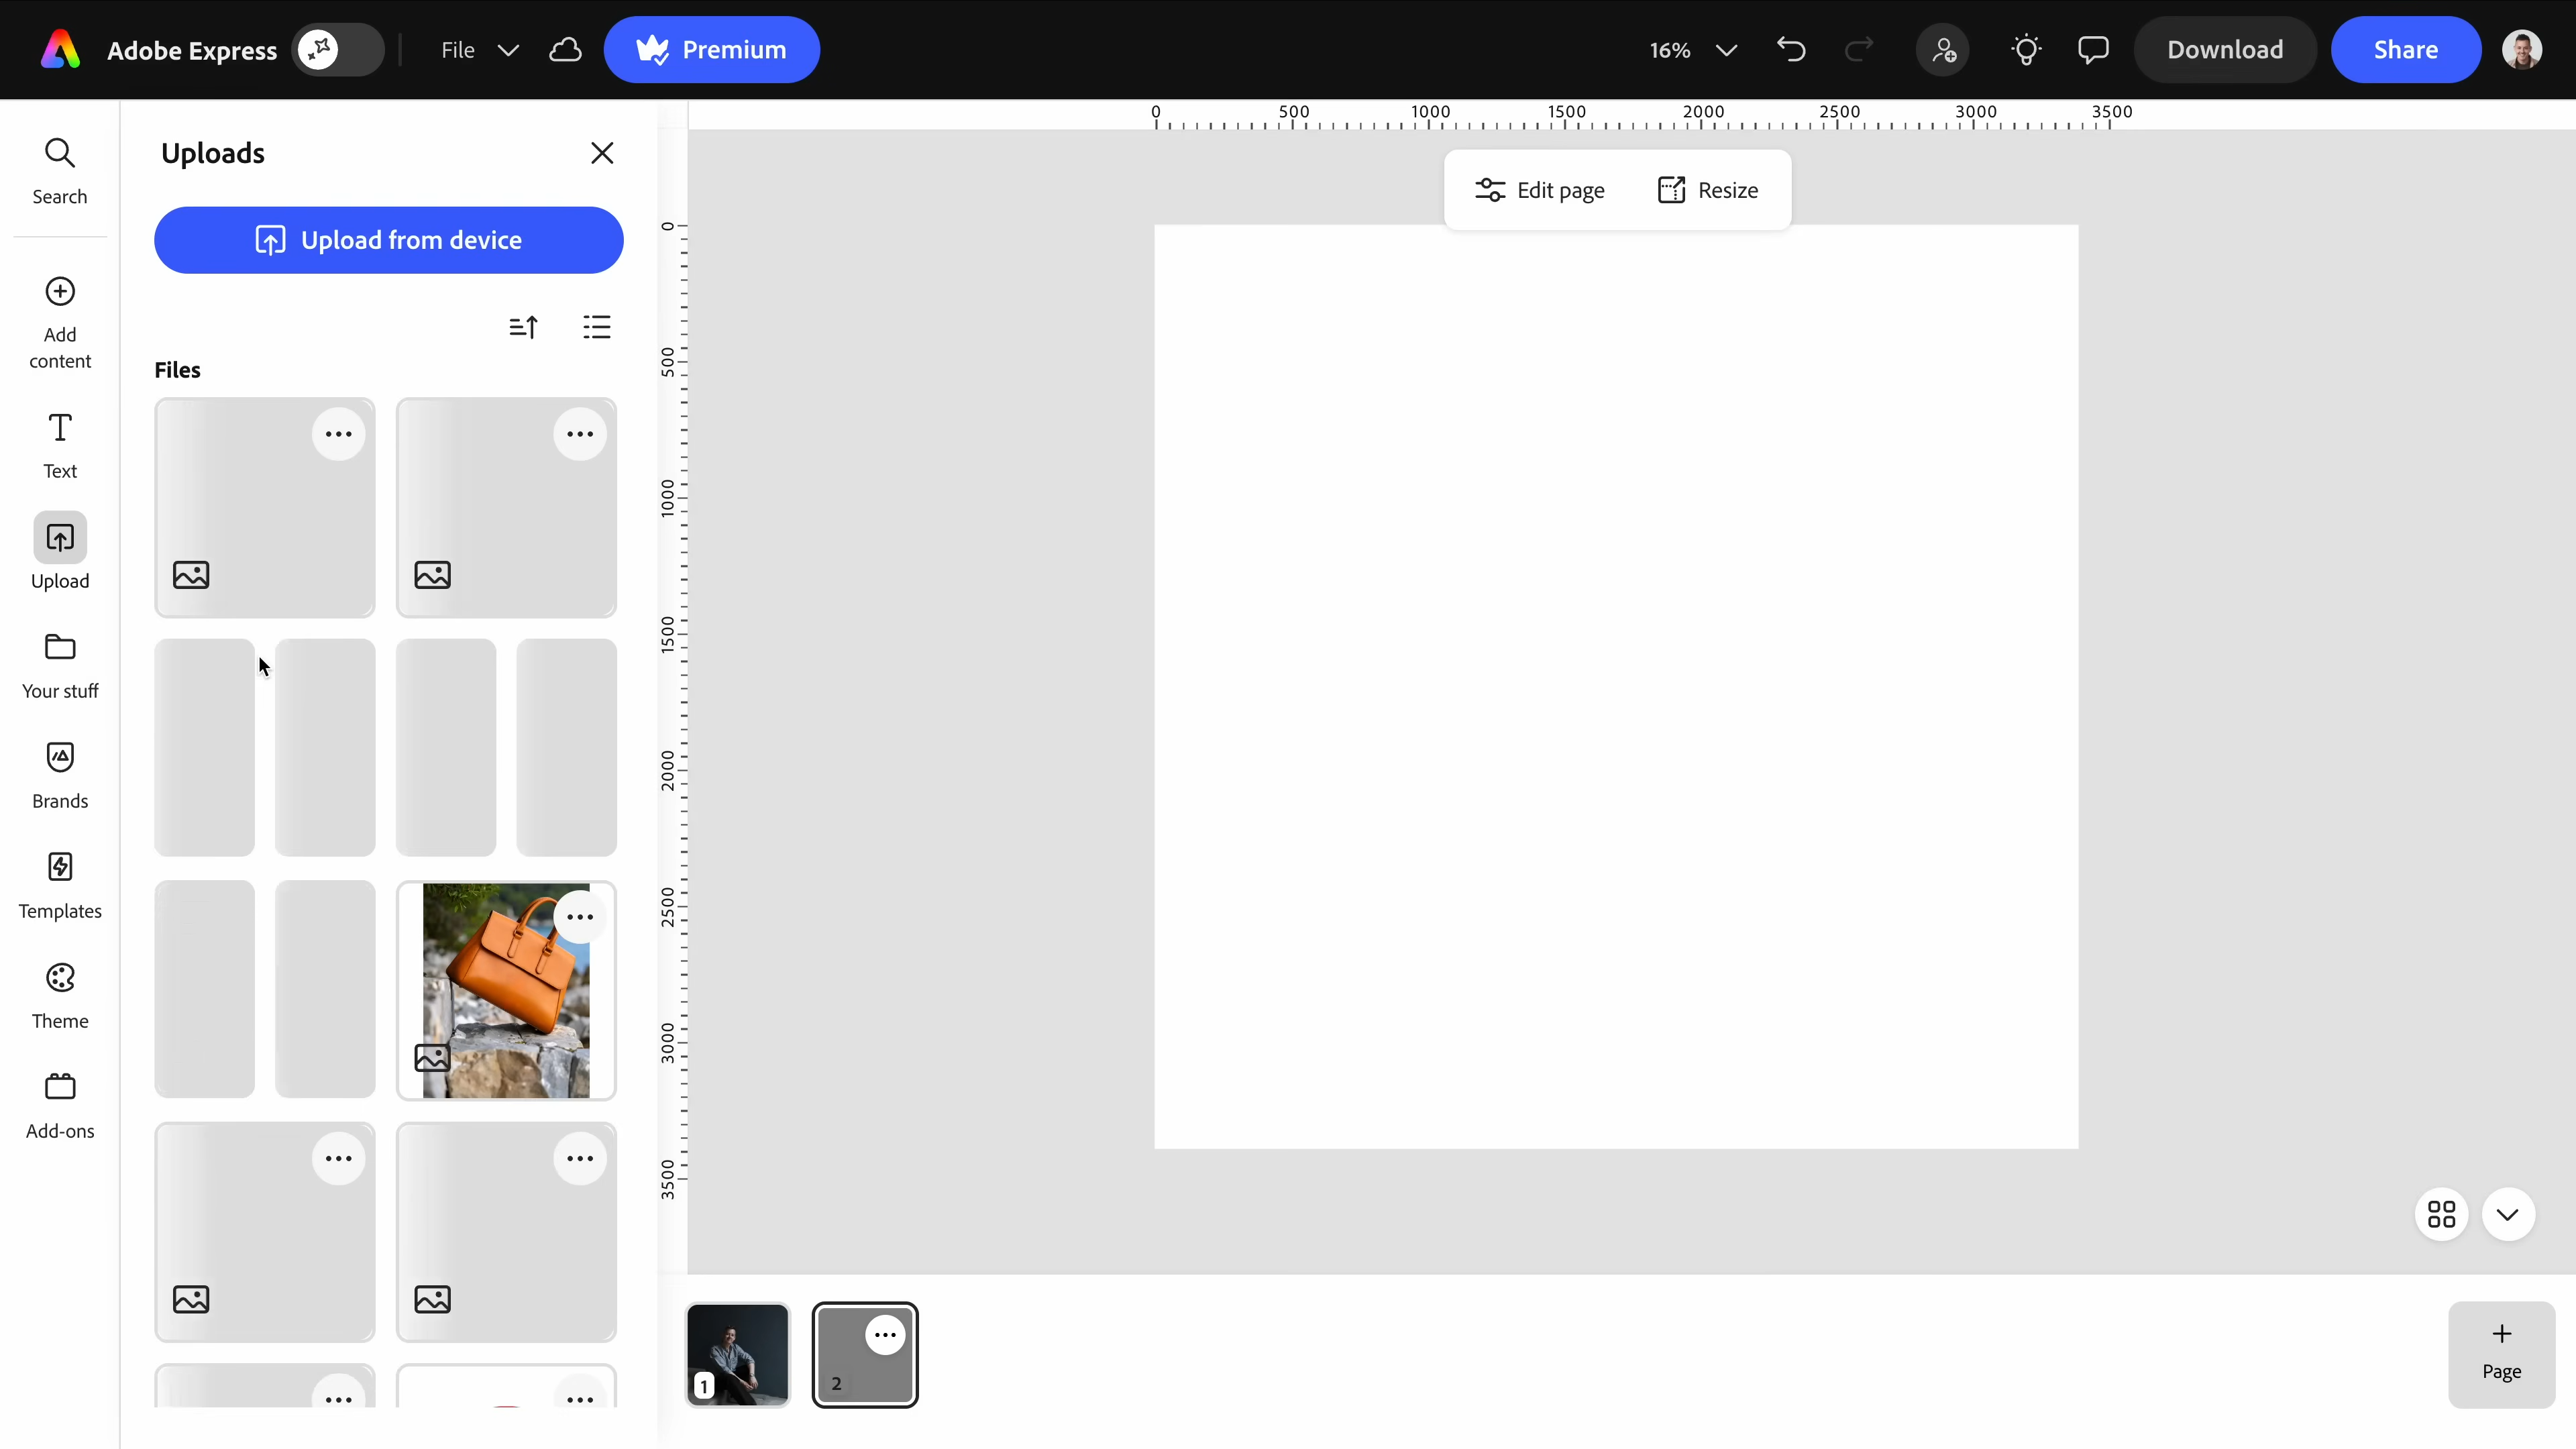 Adobe Express
File
Premium
16%
Download
Share
Search
Add
content
Text
Upload
Your stuff
Brands
Templates
Theme
Add-ons
Uploads
Upload from device
Files
0 500 1000 1500 2000 2500 3000 3500
0
500
1000
1500
2000
2500
3000
3500
Edit page
Resize
1
2
Page